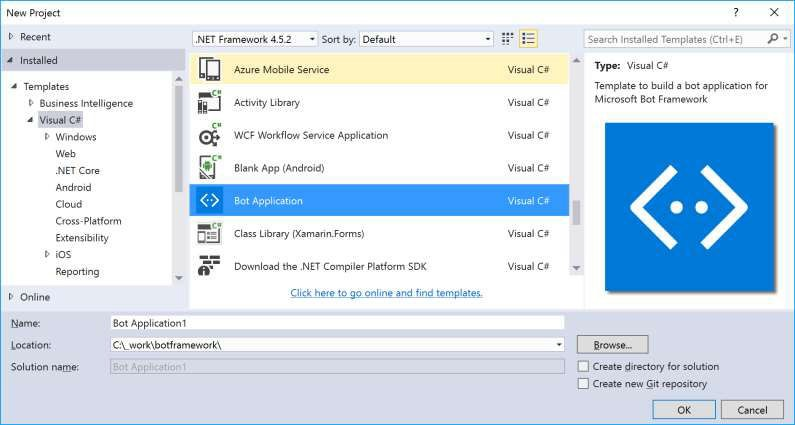 New Project
? ×
Recent
.NET Framework 4.5.2 Sort by: Default
Search Installed Templates (Ctrl+E)
Installed
Templates
Business Intelligence
Visual C#
Windows
Web
.NET Core
Android
Cloud
Cross-Platform
Extensibility
iOS
Reporting
Online
Azure Mobile Service Visual C#
Activity Library Visual C#
WCF Workflow Service Application Visual C#
Blank App (Android) Visual C#
Bot Application Visual C#
Class Library (Xamarin.Forms) Visual C#
Download the .NET Compiler Platform SDK Visual C#
Click here to go online and find templates.
Type: Visual C#
Template to build a bot application for
Microsoft Bot Framework
Name: Bot Application1
Location: C:\_work\botframework\
Browse...
Solution name: Bot Application1
Create directory for solution
Create new Git repository
OK Cancel